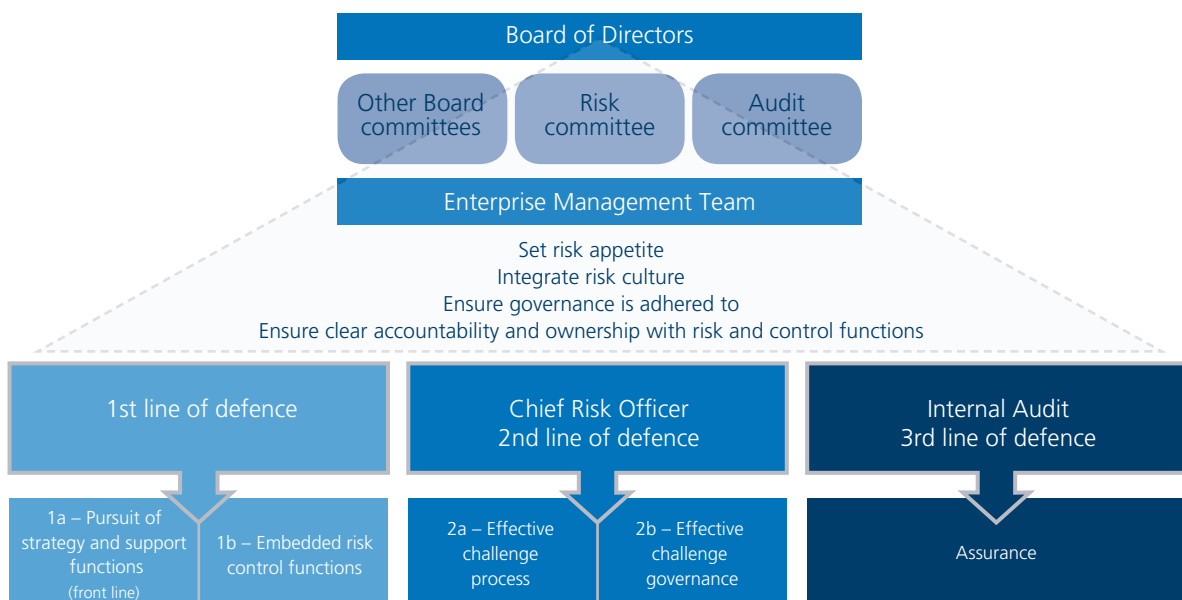 Board of Directors
Other Board
committees
Risk
committee
Audit
committee
Enterprise Management Team
Set risk appetite
Integrate risk culture
Ensure governance is adhered to
Ensure clear accountability and ownership with risk and control functions
1st line of defence
Chief Risk Officer
2nd line of defence
Internal Audit
3rd line of defence
1a – Pursuit of
strategy and support
functions
(front line)
1b – Embedded risk
control functions
2a – Effective
challenge
process
2b – Effective
challenge
governance
Assurance